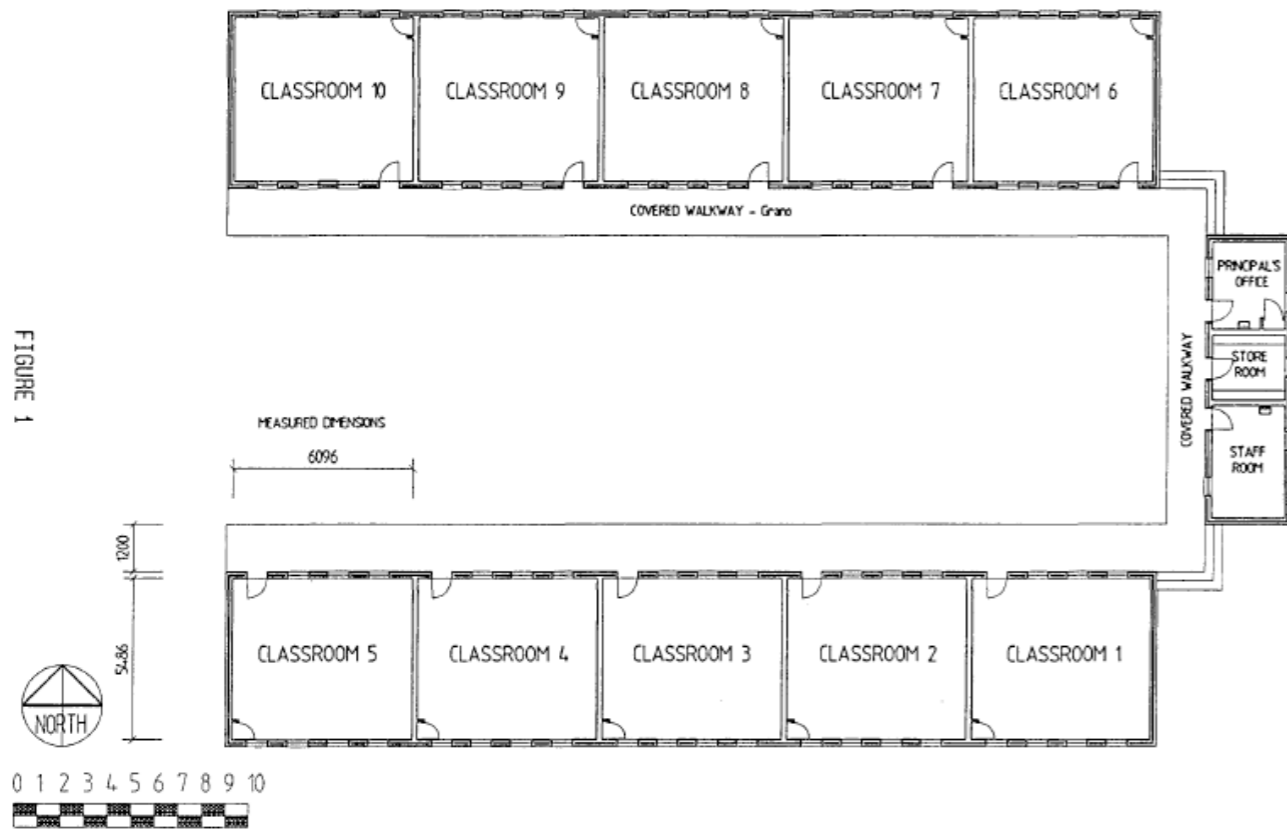 CLASSROOM 10
CLASSROOM 9
CLASSROOM 8
CLASSROOM 7
CLASSROOM 6
COVERED WALKWAY - Grano
PRINCIPAL'S
OFFICE
STORE
ROOM
STAFF
ROOM
COVERED WALKWAY
FIGURE 1
MEASURED DIMENSIONS
6096
1200
5486
CLASSROOM 5
CLASSROOM 4
CLASSROOM 3
CLASSROOM 2
CLASSROOM 1
NORTH
0 1 2 3 4 5 6 7 8 9 10